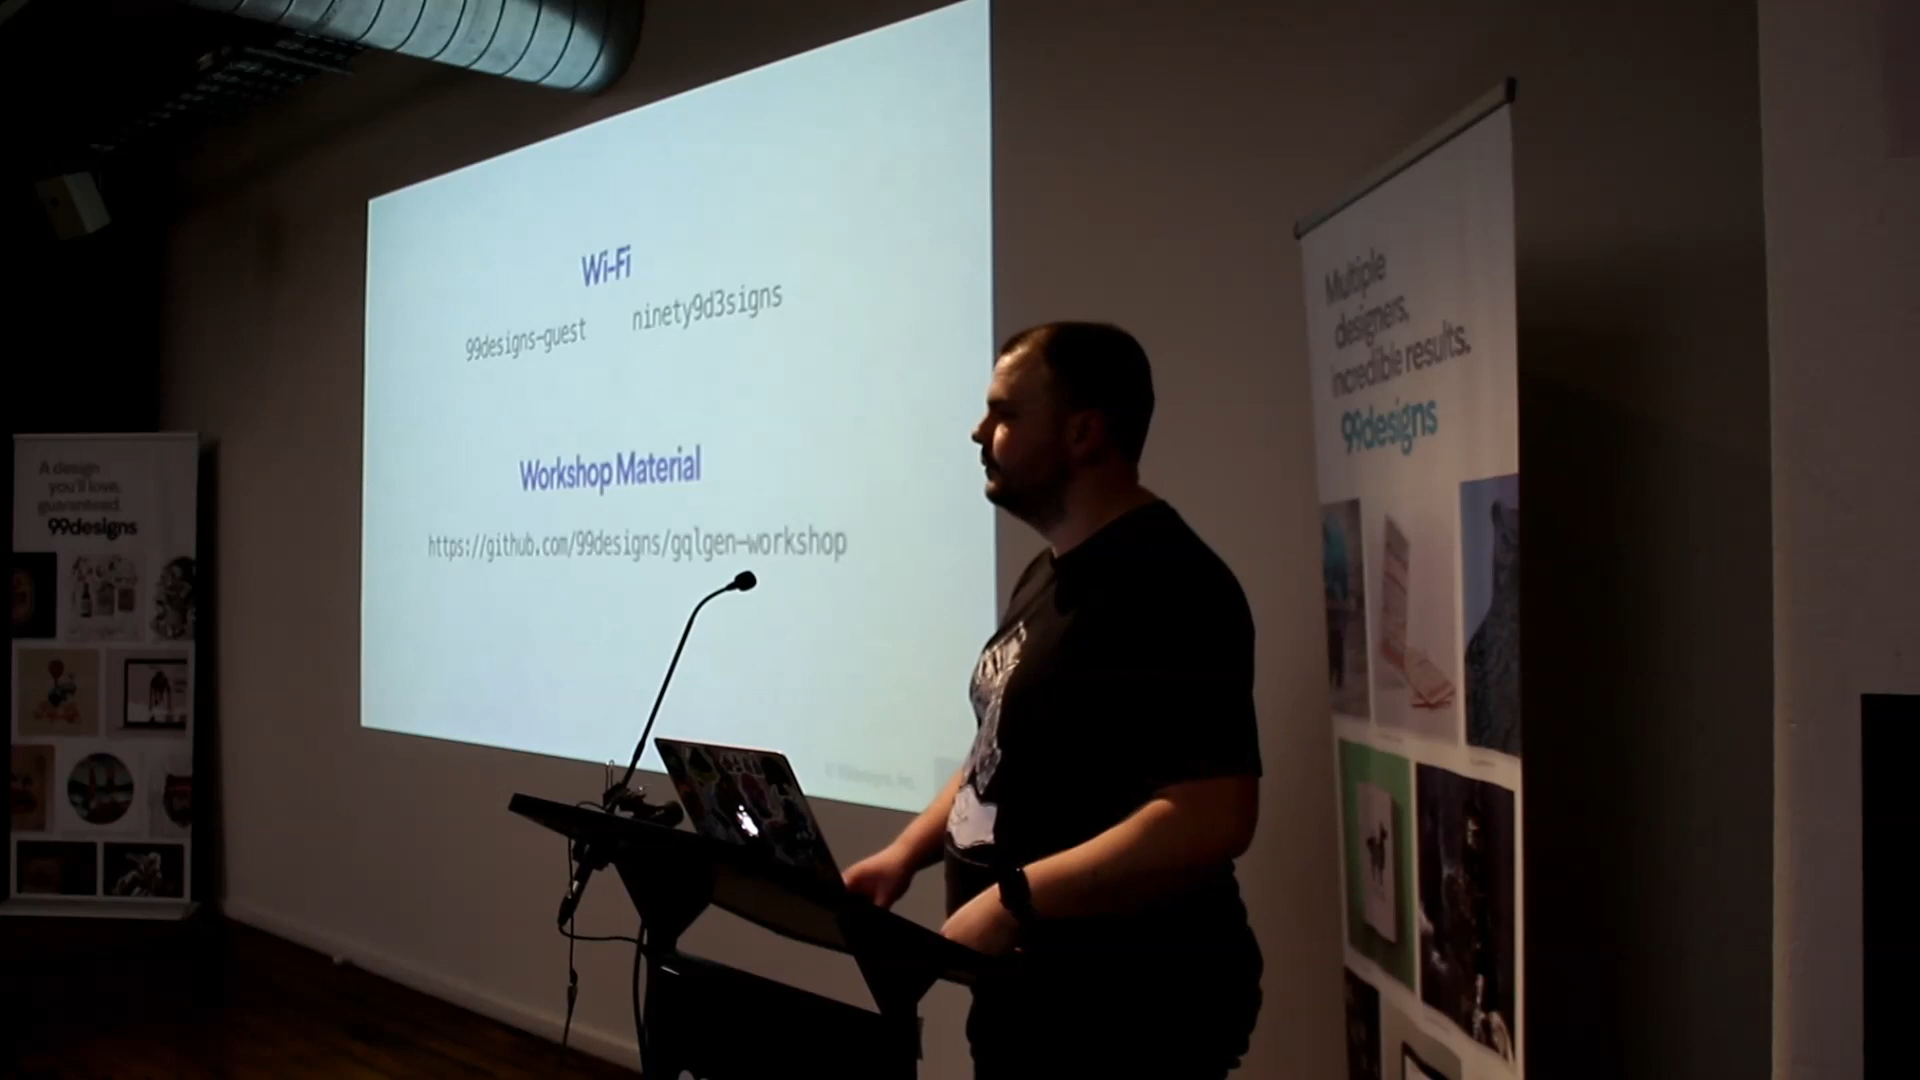 Wi-Fi
99designs-guest ninety9d3signs
Workshop Material
https://github.com/99designs/gqlgen-workshop
A design
you'll love,
guaranteed.
99designs
Multiple
designers,
incredible results.
99designs